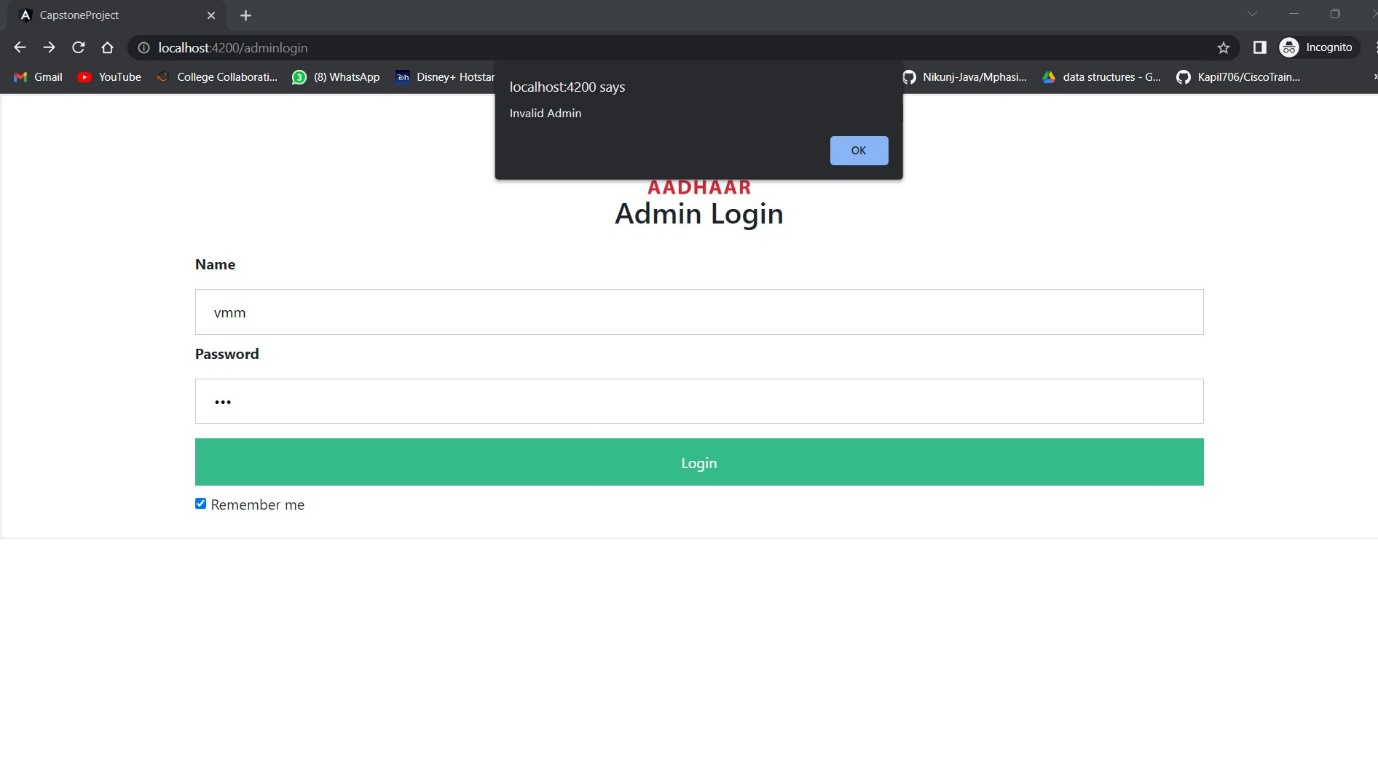 CapstoneProject
localhost:4200/adminlogin
Incognito
Gmail YouTube College Collaborati... (8) WhatsApp Disney+ Hotstar Nikunj-Java/Mphasi... data structures - G... Kapil706/CiscoTrain...
localhost:4200 says
Invalid Admin
OK
AADHAAR
Admin Login
Name
vmm
Password
•••
Login
Remember me